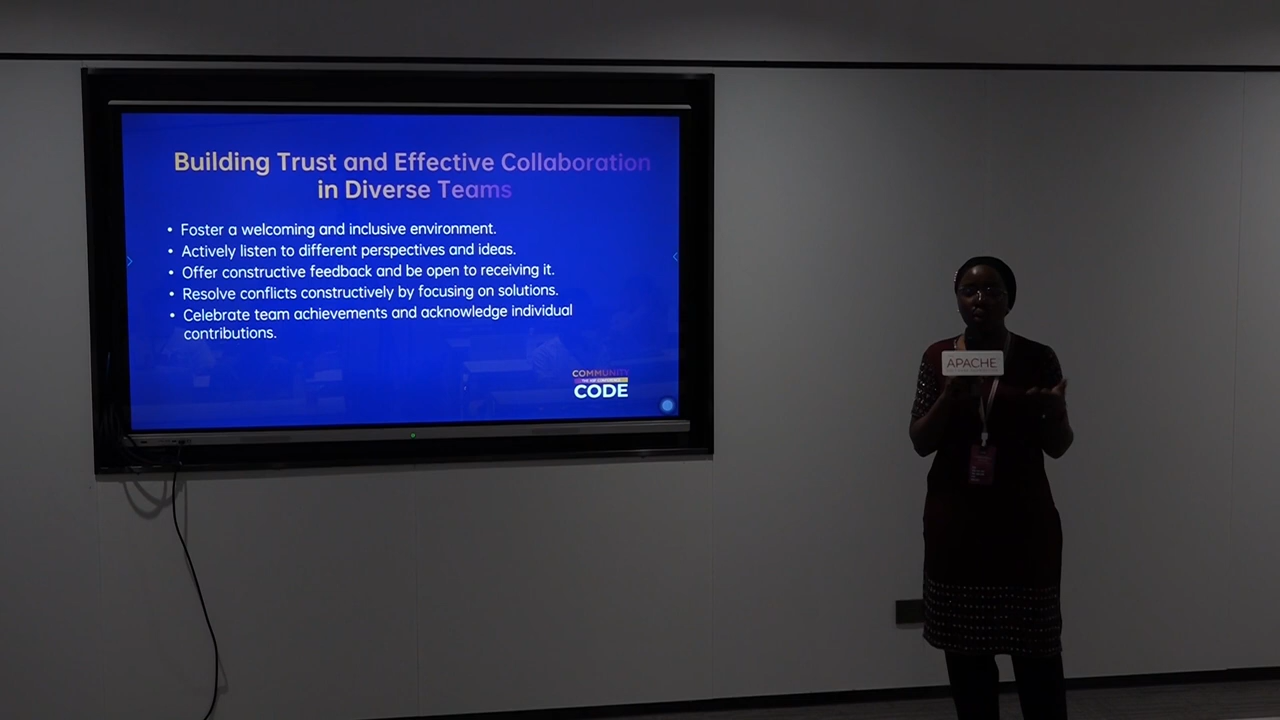 Building Trust and Effective Collaboration
in Diverse Teams
• Foster a welcoming and inclusive environment.
• Actively listen to different perspectives and ideas.
• Offer constructive feedback and be open to receiving it.
• Resolve conflicts constructively by focusing on solutions.
• Celebrate team achievements and acknowledge individual
contributions.
COMMUNITY
CODE
APACHE